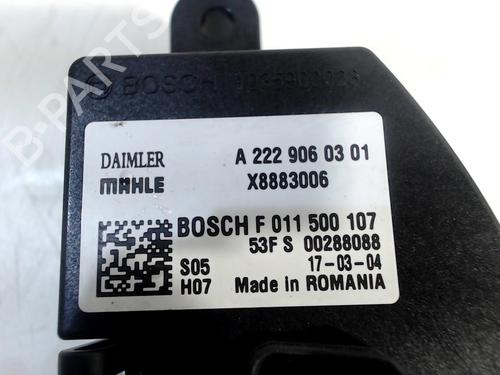 BOSCH
B-PARTS
DAIMLER A 222 906 03 01
MAHLE X8883006
BOSCH F 011 500 107
53F S 00288088
S05 17-03-04
H07 Made in ROMANIA